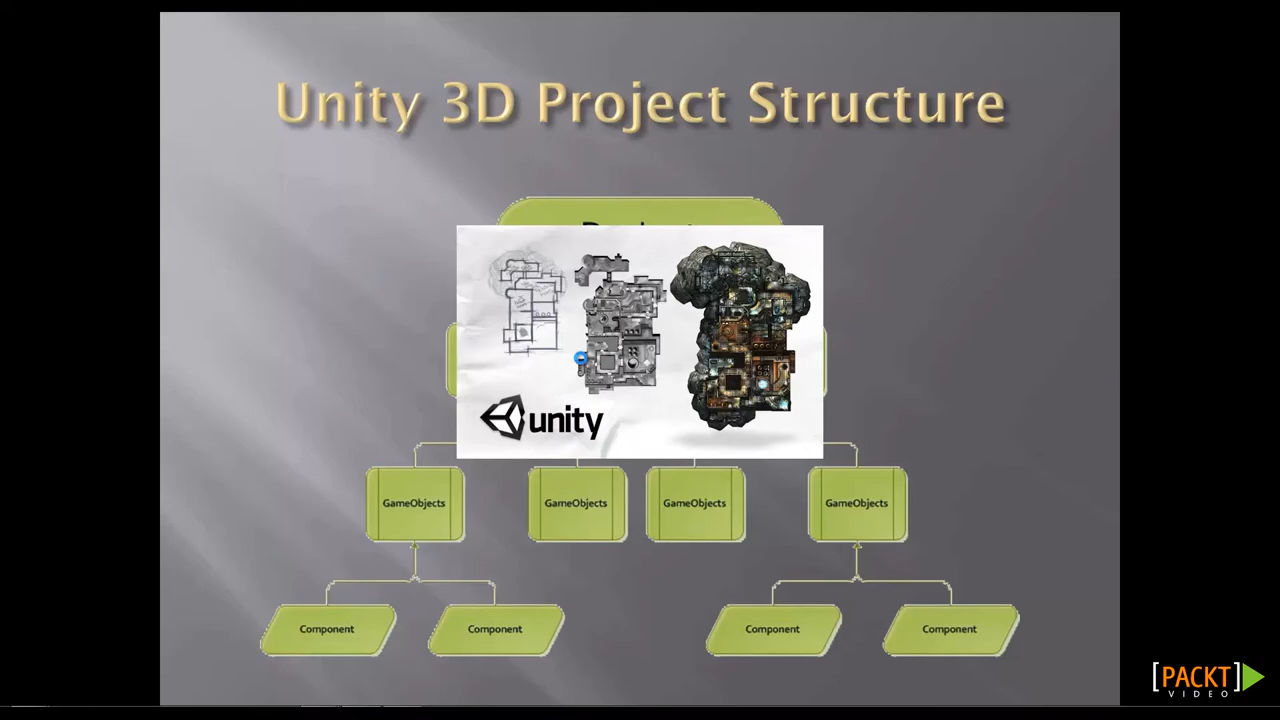 Unity 3D Project Structure
unity
GameObjects
GameObjects
GameObjects
GameObjects
Component
Component
Component
Component
[PACKT]
VIDEO